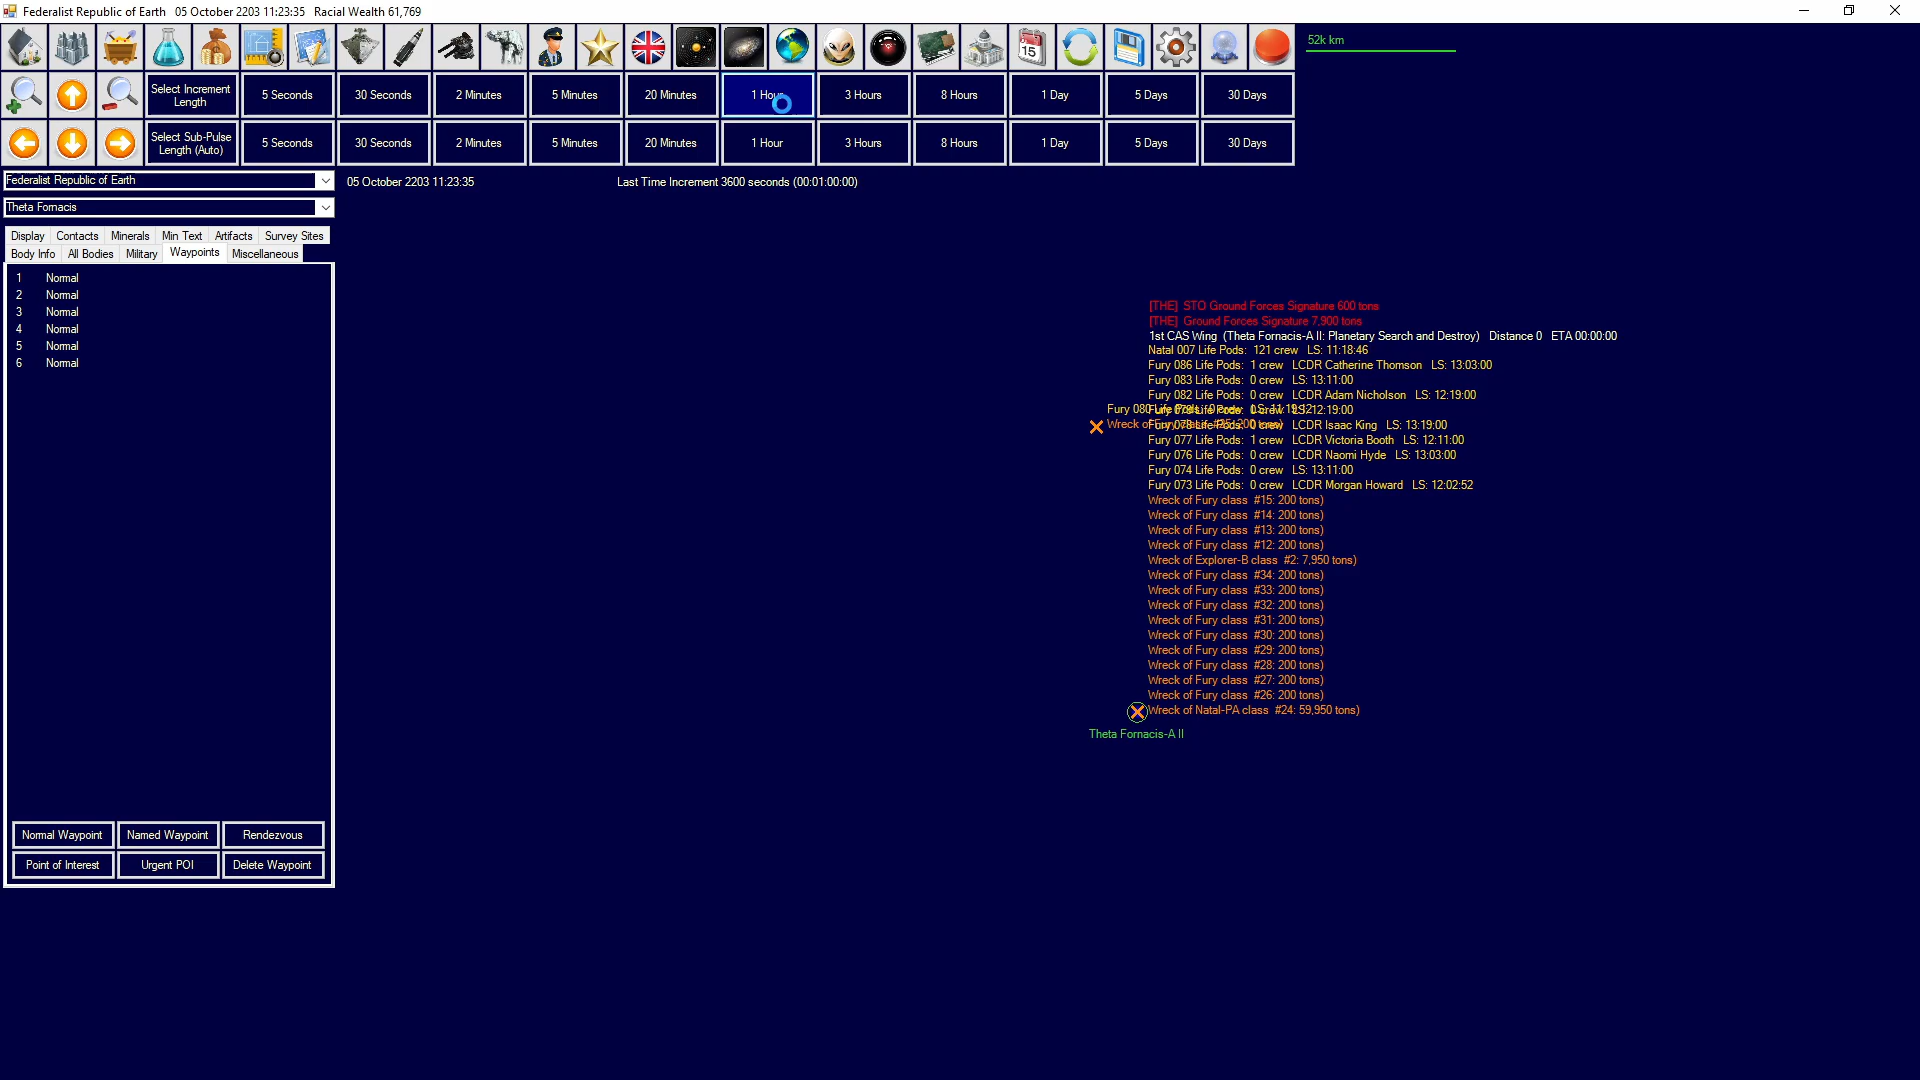 Federalist Republic of Earth   05 October 2203 11:23:35   Racial Wealth 61,769
15
52k km
Select Increment Length
5 Seconds
30 Seconds
2 Minutes
5 Minutes
20 Minutes
1 Hour
3 Hours
8 Hours
1 Day
5 Days
30 Days
Select Sub-Pulse Length (Auto)
5 Seconds
30 Seconds
2 Minutes
5 Minutes
20 Minutes
1 Hour
3 Hours
8 Hours
1 Day
5 Days
30 Days
Federalist Republic of Earth
05 October 2203 11:23:35
Last Time Increment 3600 seconds (00:01:00:00)
Theta Fornacis
Display   Contacts   Minerals   Min Text   Artifacts   Survey Sites
Body Info   All Bodies   Military   Waypoints   Miscellaneous
1   Normal
2   Normal
3   Normal
4   Normal
5   Normal
6   Normal
Normal Waypoint   Named Waypoint   Rendezvous
Point of Interest   Urgent POI   Delete Waypoint
[THE]  STO Ground Forces Signature 600 tons
[THE]  Ground Forces Signature 7,900 tons
1st CAS Wing  (Theta Fornacis-A II: Planetary Search and Destroy)   Distance 0   ETA 00:00:00
Natal 007 Life Pods:  121 crew   LS: 11:18:46
Fury 086 Life Pods:  1 crew   LCDR Catherine Thomson   LS: 13:03:00
Fury 083 Life Pods:  0 crew   LS: 13:11:00
Fury 082 Life Pods:  0 crew   LCDR Adam Nicholson   LS: 12:19:00
Fury 080 Life Pods:  0 crew
Fury 078 Life Pods:  0 crew   LCDR Isaac King   LS: 13:19:00
Fury 077 Life Pods:  1 crew   LCDR Victoria Booth   LS: 12:11:00
Fury 076 Life Pods:  0 crew   LCDR Naomi Hyde   LS: 13:03:00
Fury 074 Life Pods:  0 crew   LS: 13:11:00
Fury 073 Life Pods:  0 crew   LCDR Morgan Howard   LS: 12:02:52
Wreck of Fury class  #15: 200 tons)
Wreck of Fury class  #14: 200 tons)
Wreck of Fury class  #13: 200 tons)
Wreck of Fury class  #12: 200 tons)
Wreck of Explorer-B class  #2: 7,950 tons)
Wreck of Fury class  #34: 200 tons)
Wreck of Fury class  #33: 200 tons)
Wreck of Fury class  #32: 200 tons)
Wreck of Fury class  #31: 200 tons)
Wreck of Fury class  #30: 200 tons)
Wreck of Fury class  #29: 200 tons)
Wreck of Fury class  #28: 200 tons)
Wreck of Fury class  #27: 200 tons)
Wreck of Fury class  #26: 200 tons)
Wreck of Natal-PA class  #24: 59,950 tons)
Theta Fornacis-A II